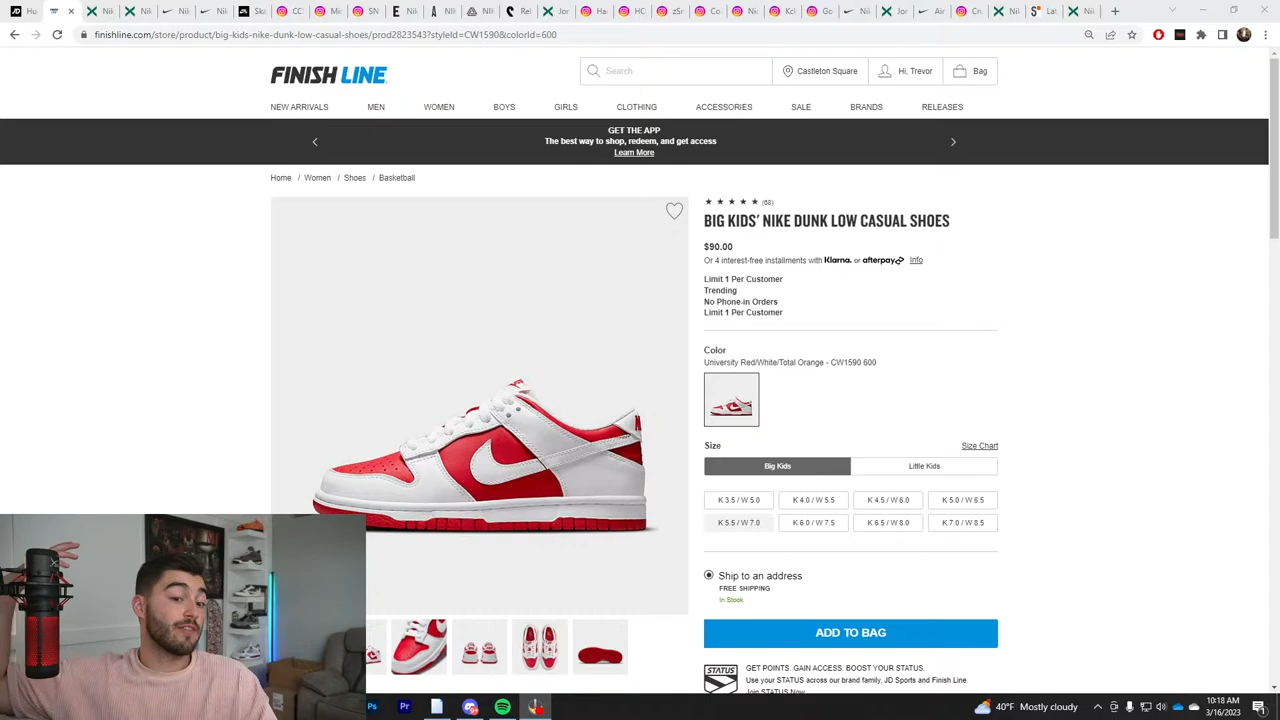 finishline.com/store/product/big-kids-nike-dunk-low-casual-shoes/prod2823543?styleId=CW1590&colorId=600
FINISH LINE
Search
Castleton Square
Hi, Trevor
Bag
NEW ARRIVALS
MEN
WOMEN
BOYS
GIRLS
CLOTHING
ACCESSORIES
SALE
BRANDS
RELEASES
GET THE APP
The best way to shop, redeem, and get access
Learn More
Home / Women / Shoes / Basketball
(68)
BIG KIDS' NIKE DUNK LOW CASUAL SHOES
$90.00
Or 4 interest-free installments with Klarna. or afterpay Info
Limit 1 Per Customer
Trending
No Phone-in Orders
Limit 1 Per Customer
Color
University Red/White/Total Orange - CW1590 600
Size
Size Chart
Big Kids
Little Kids
K 3.5 / W 5.0
K 4.0 / W 5.5
K 4.5 / W 6.0
K 5.0 / W 6.5
K 5.5 / W 7.0
K 6.0 / W 7.5
K 6.5 / W 8.0
K 7.0 / W 8.5
Ship to an address
FREE SHIPPING
In Stock
ADD TO BAG
STATUS
GET POINTS. GAIN ACCESS. BOOST YOUR STATUS.
Use your STATUS across our brand family, JD Sports and Finish Line.
Join STATUS Now
40°F Mostly cloudy
10:18 AM
3/16/2023